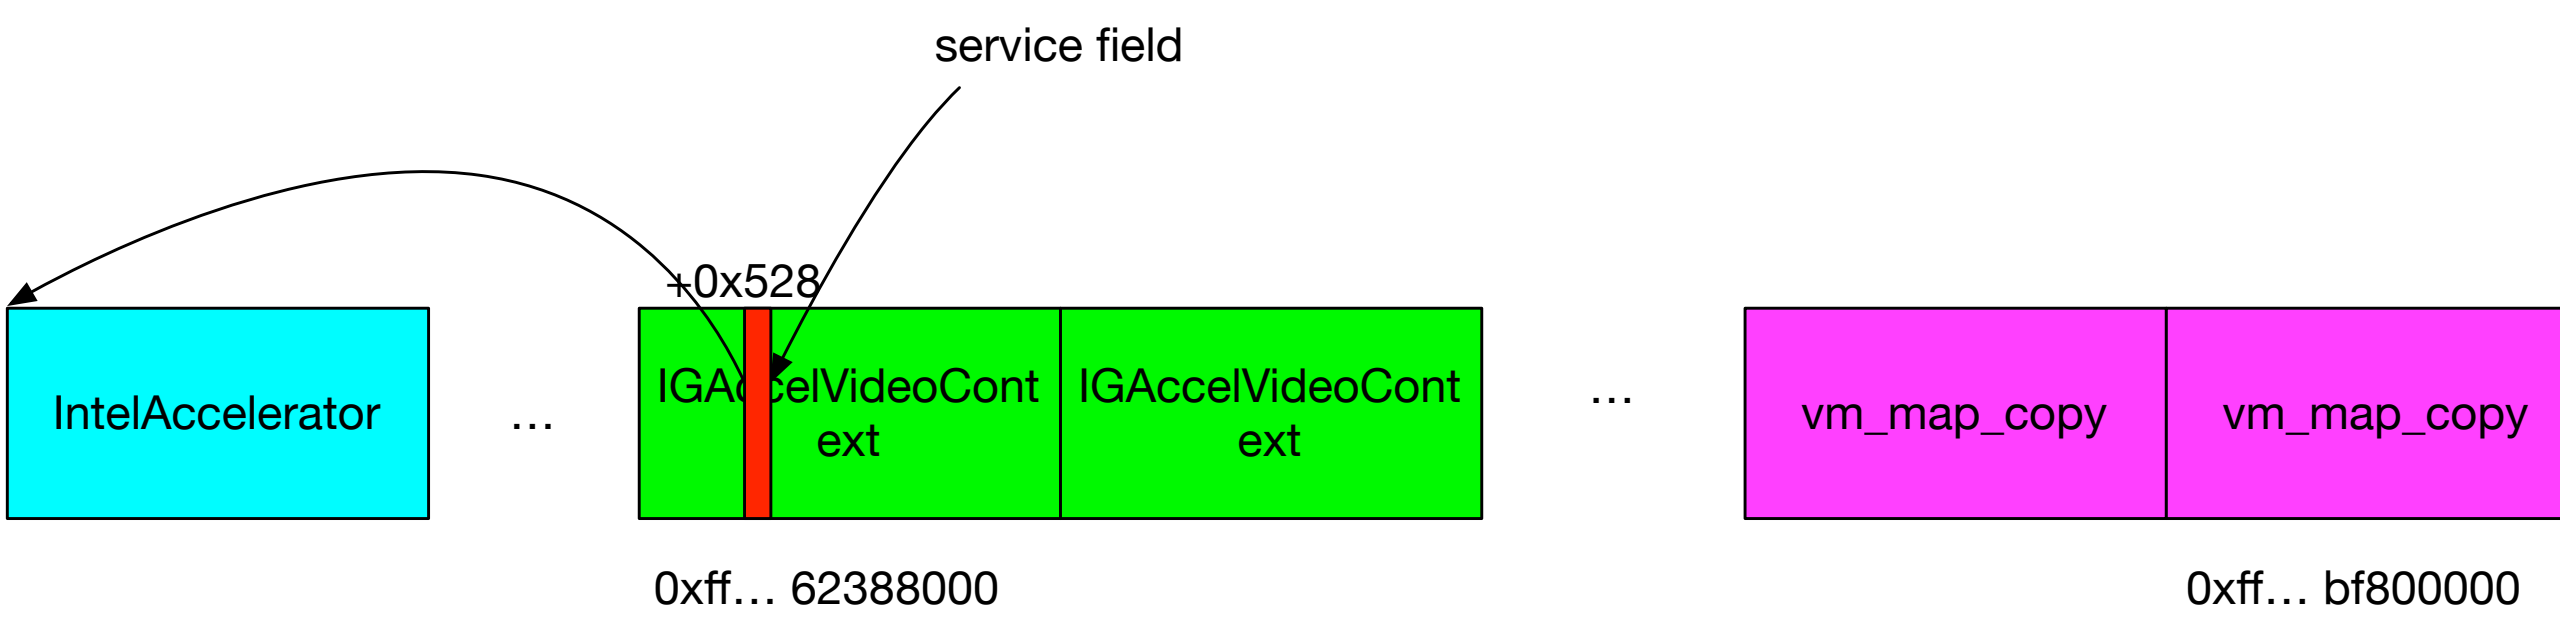 service field
+0x528
IntelAccelerator
...
IGAccelVideoCont
ext
IGAccelVideoCont
ext
...
vm_map_copy
vm_map_copy
0xff... 62388000
0xff... bf800000